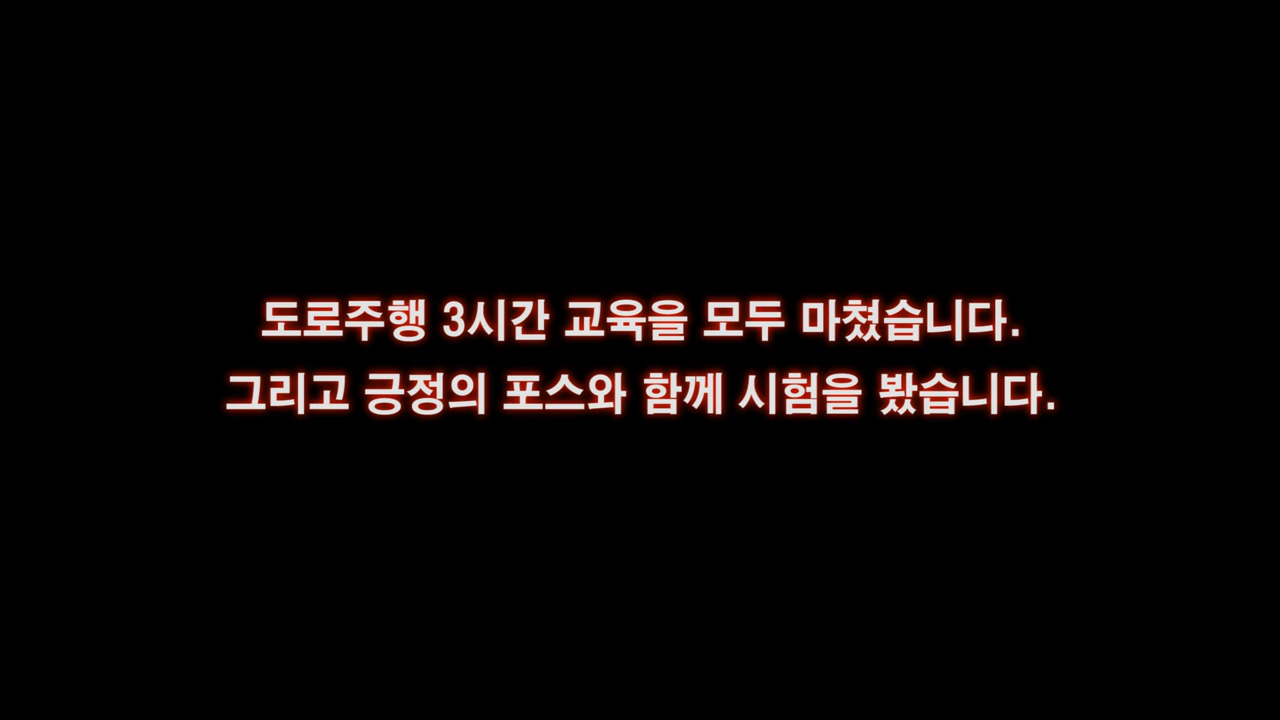 도로주행 3시간 교육을 모두 마쳤습니다.
그리고 긍정의 포스와 함께 시험을 봤습니다.